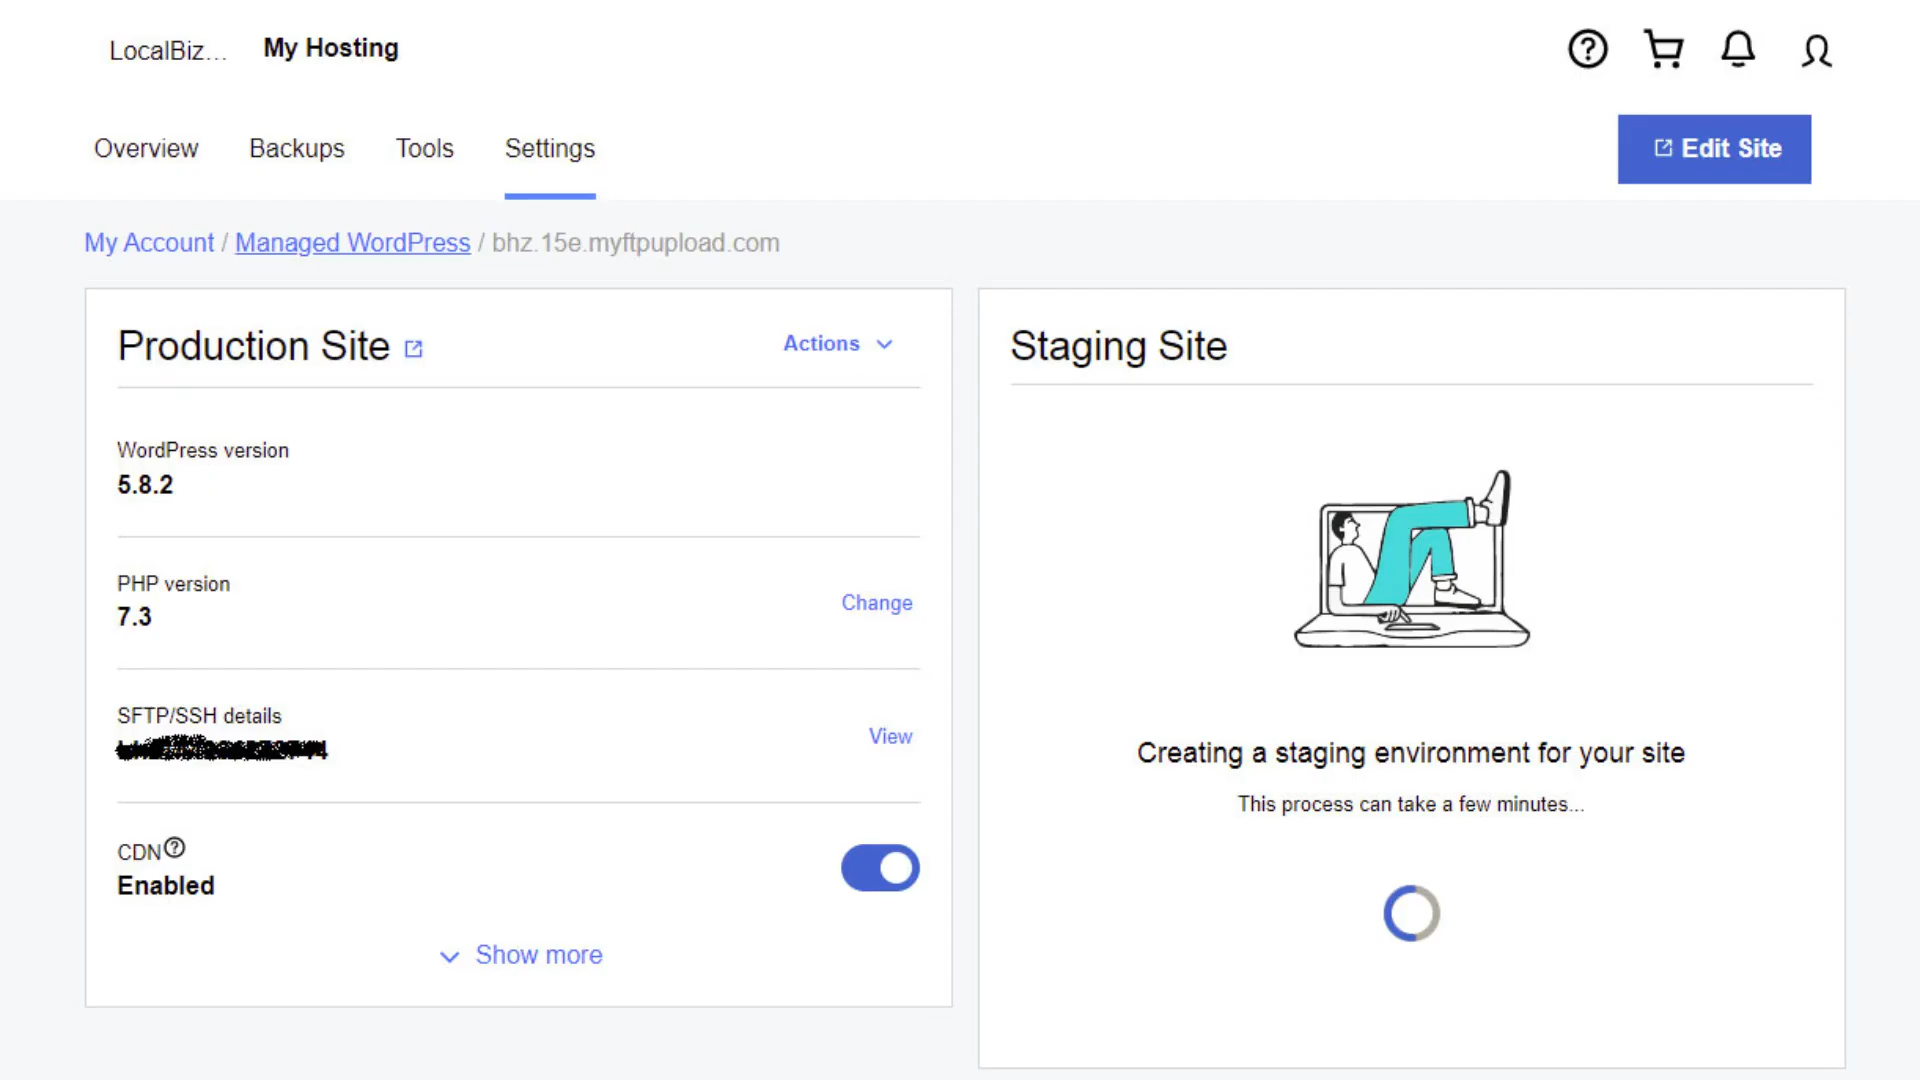 LocalBiz...
My Hosting
Overview
Backups
Tools
Settings
Edit Site
My Account / Managed WordPress / bhz.15e.myftpupload.com
Production Site
Actions
WordPress version
5.8.2
PHP version
7.3
Change
SFTP/SSH details
View
CDN
Enabled
Show more
Staging Site
Creating a staging environment for your site
This process can take a few minutes...